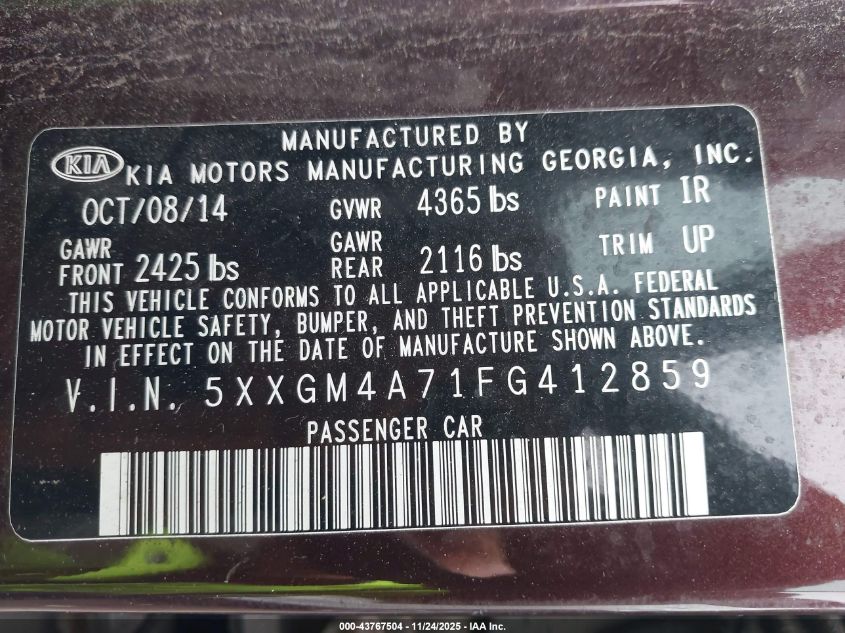 MANUFACTURED BY
KIA KIA MOTORS MANUFACTURING GEORGIA, INC.
OCT/08/14 GVWR 4365 lbs PAINT IR
GAWR FRONT 2425 lbs GAWR REAR 2116 lbs TRIM UP
THIS VEHICLE CONFORMS TO ALL APPLICABLE U.S.A. FEDERAL
MOTOR VEHICLE SAFETY, BUMPER, AND THEFT PREVENTION STANDARDS
IN EFFECT ON THE DATE OF MANUFACTURE SHOWN ABOVE.
V.I.N. 5XXGM4A71FG412859
PASSENGER CAR
000-43767504 - 11/24/2025 - IAA Inc.